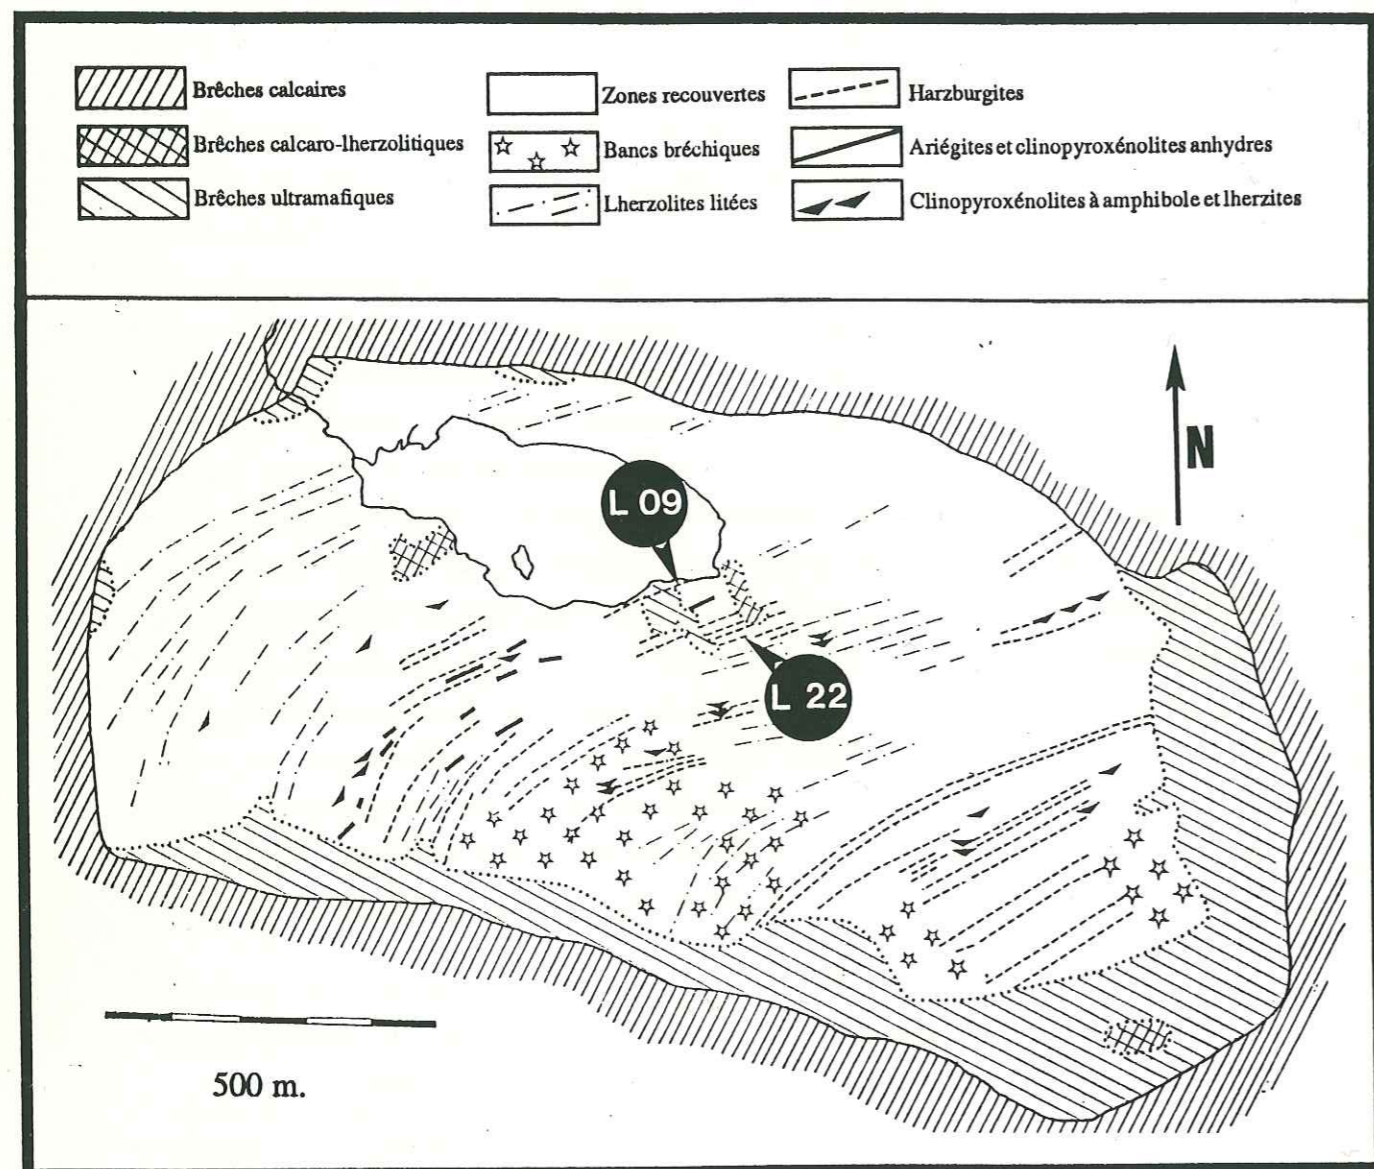 Brêches calcaires
Zones recouvertes
Harzburgites
Brêches calcaro-lherzolitiques
Bancs bréchiques
Ariégites et clinopyroxénolites anhydres
Brêches ultramafiques
Lherzolites litées
Clinopyroxénolites à amphibole et lherzites
N
L 09
L 22
500 m.